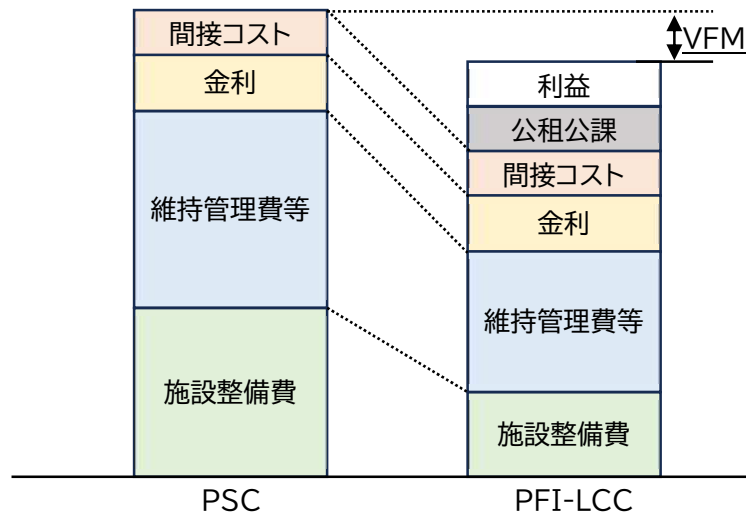 間接コスト
金利
維持管理費等
施設整備費
PSC
VFM
利益
公租公課
間接コスト
金利
維持管理費等
施設整備費
PFI-LCC